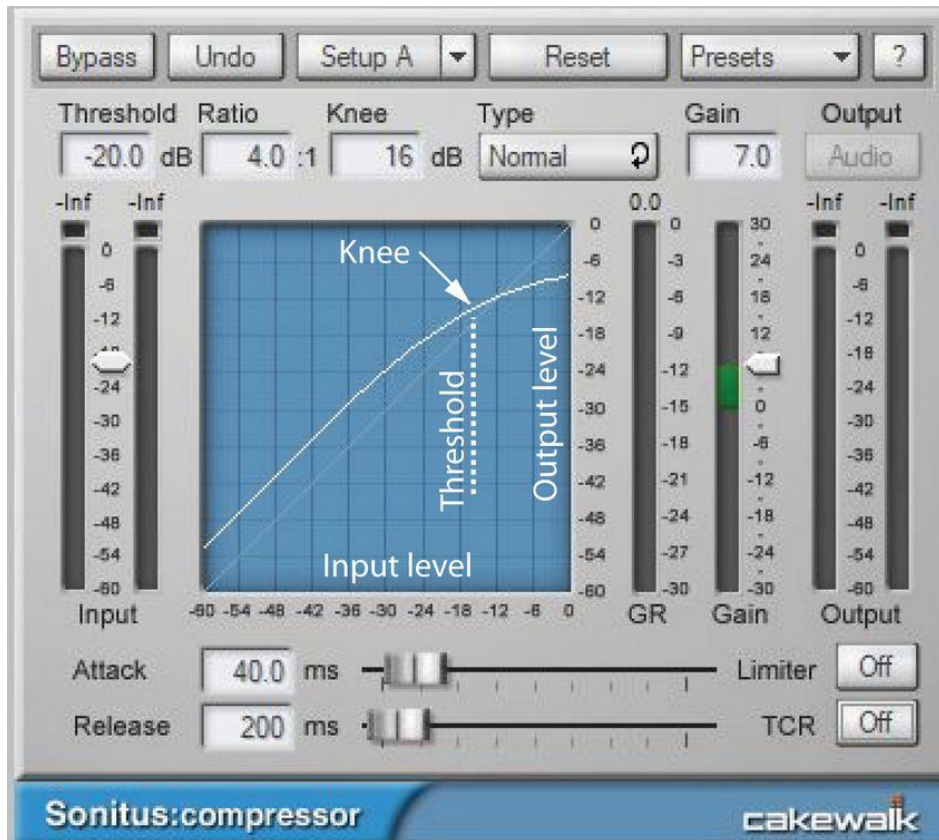 Bypass Undo Setup A Reset Presets ?
Threshold Ratio Knee Type Gain Output
-20.0 dB 4.0 :1 16 dB Normal 7.0 Audio
-Inf -Inf 0.0 -Inf -Inf
0 -6 -12 -24 -30 -36 -42 -48 -54 -60
Knee
Threshold
Output level
Input level
0 -6 -12 -18 -24 -30 -36 -42 -48 -54 -60
0 -3 -6 -9 -12 -15 -18 -21 -24 -27 -30
30 24 18 12 0 -6 -12 -18 -24 -30
0 -6 -12 -18 -24 -30 -36 -42 -48 -54 -60
Input -60 -54 -48 -42 -36 -30 -24 -18 -12 -6 0 GR Gain Output
Attack 40.0 ms Limiter Off
Release 200 ms TCR Off
Sonitus:compressor cakewalk